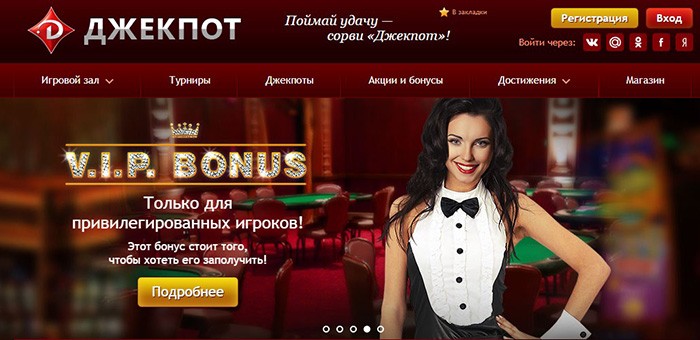 ДЖЕКПОТ
Поймай удачу —
сорви «Джекпот»!
В закладки
Регистрация
Вход
Войти через:
Игровой зал
Турниры
Джекпоты
Акции и бонусы
Достижения
Магазин
V.I.P. BONUS
Только для
привилегированных игроков!
Этот бонус стоит того,
чтобы хотеть его заполучить!
Подробнее